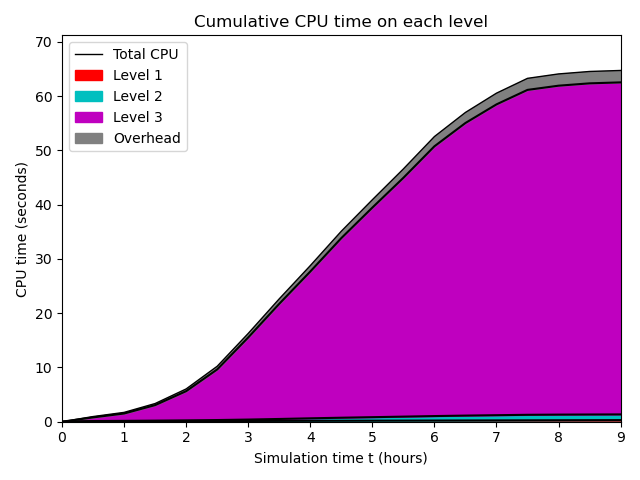 Cumulative CPU time on each level
CPU time (seconds)
70
60
50
40
30
20
10
0
Total CPU
Level 1
Level 2
Level 3
Overhead
0 1 2 3 4 5 6 7 8 9
Simulation time t (hours)